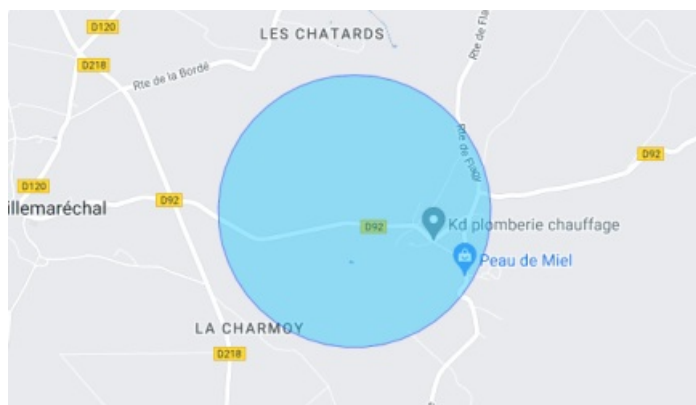 D120
LES CHATARDS
Rte de Fla
D218
Rte de la Bordé
Rte de Flagy
D92
D120
illemaréchal
D92
D92
Kd plomberie chauffage
Peau de Miel
LA CHARMOY
D218